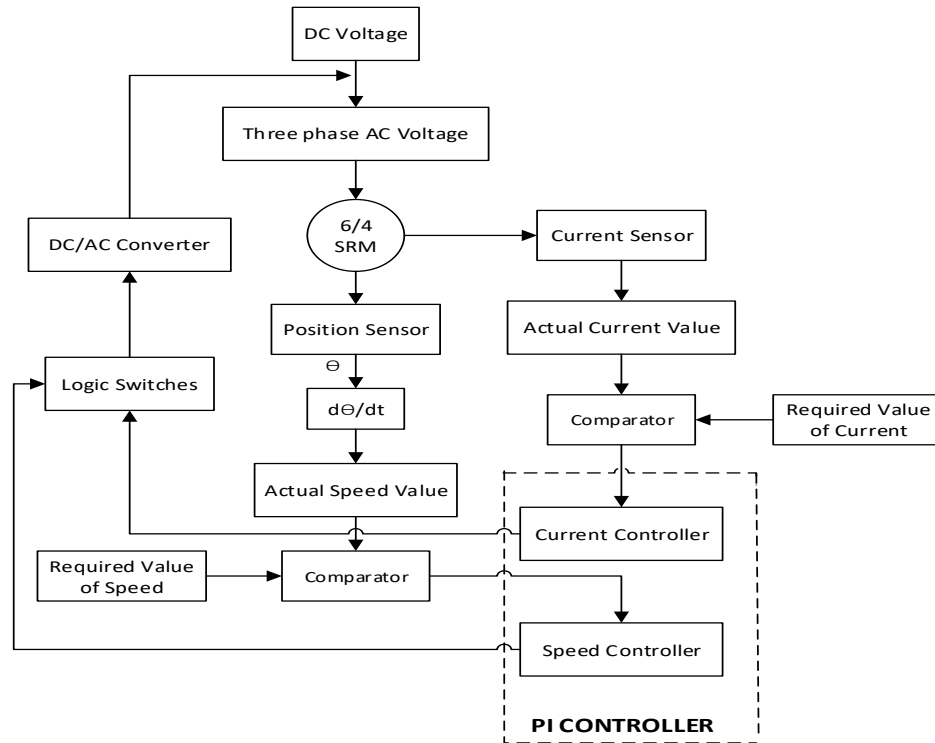 DC Voltage
Three phase AC Voltage
6/4
SRM
DC/AC Converter
Current Sensor
Position Sensor
Actual Current Value
Θ
Logic Switches
dΘ/dt
Comparator
Required Value
of Current
Actual Speed Value
Current Controller
Required Value
of Speed
Comparator
Speed Controller
PI CONTROLLER